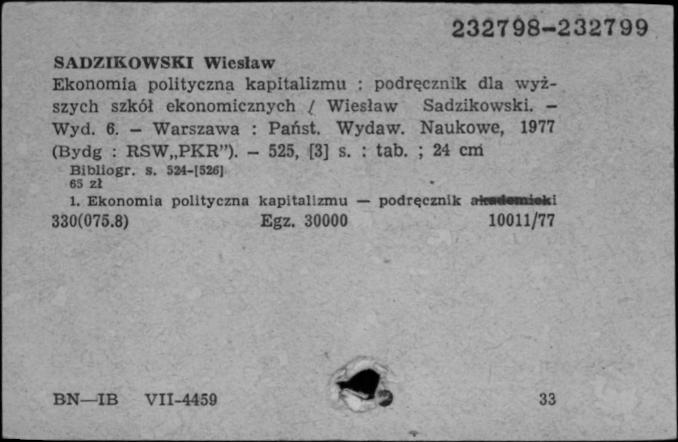 232798-232799
SADZIKOWSKI Wiesław
Ekonomia polityczna kapitalizmu : podręcznik dla wyż-
szych szkół ekonomicznych / Wiesław Sadzikowski. —
Wyd. 6. — Warszawa : Państ. Wydaw. Naukowe, 1977
(Bydg : RSW„PKR”). — 525, [3] s. : tab. ; 24 cm
Bibliogr. s. 524-[526]
65 zł
1. Ekonomia polityczna kapitalizmu — podręcznik akademicki
330(075.8) Egz. 30000 10011/77
BN—IB VII-4459 33